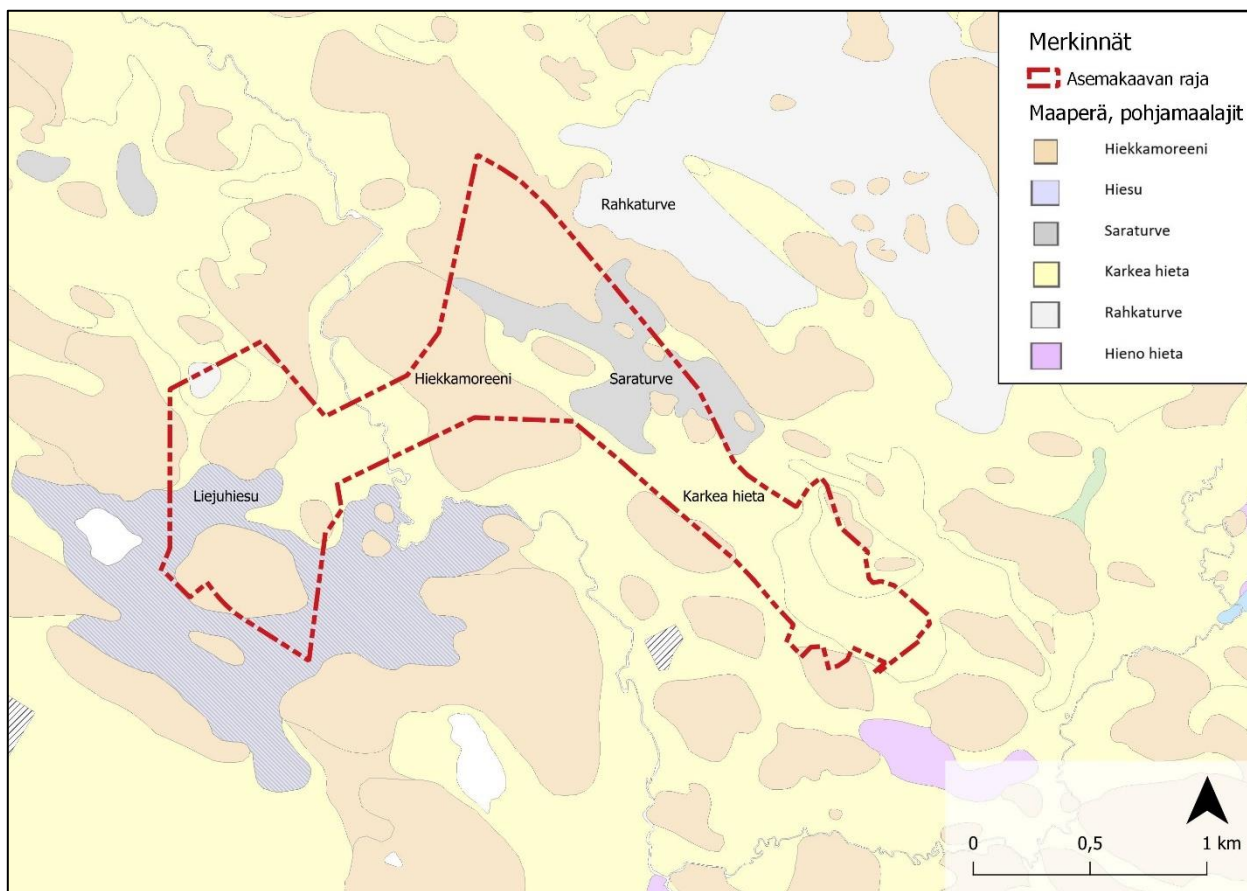 Merkinnät
Asemakaavan raja
Maaperä, pohjamaalajit
Hiekkamoreeni
Hiesu
Saraturve
Karkea hieta
Rahkaturve
Hieno hieta
Rahkaturve
Hiekkamoreeni
Saraturve
Liejuhiesu
Karkea hieta
0 0,5 1 km